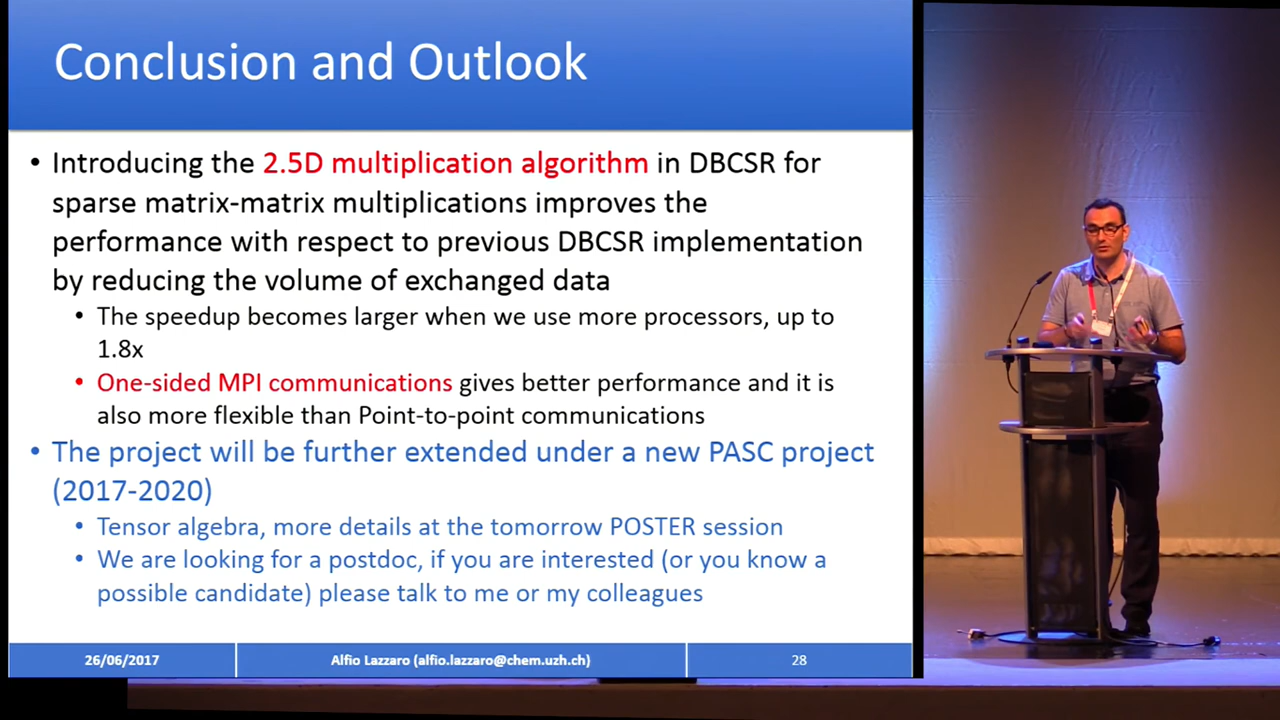 Conclusion and Outlook
• Introducing the 2.5D multiplication algorithm in DBCSR for
sparse matrix-matrix multiplications improves the
performance with respect to previous DBCSR implementation
by reducing the volume of exchanged data
• The speedup becomes larger when we use more processors, up to
1.8x
• One-sided MPI communications gives better performance and it is
also more flexible than Point-to-point communications
• The project will be further extended under a new PASC project
(2017-2020)
• Tensor algebra, more details at the tomorrow POSTER session
• We are looking for a postdoc, if you are interested (or you know a
possible candidate) please talk to me or my colleagues
26/06/2017
Alfio Lazzaro (alfio.lazzaro@chem.uzh.ch)
28